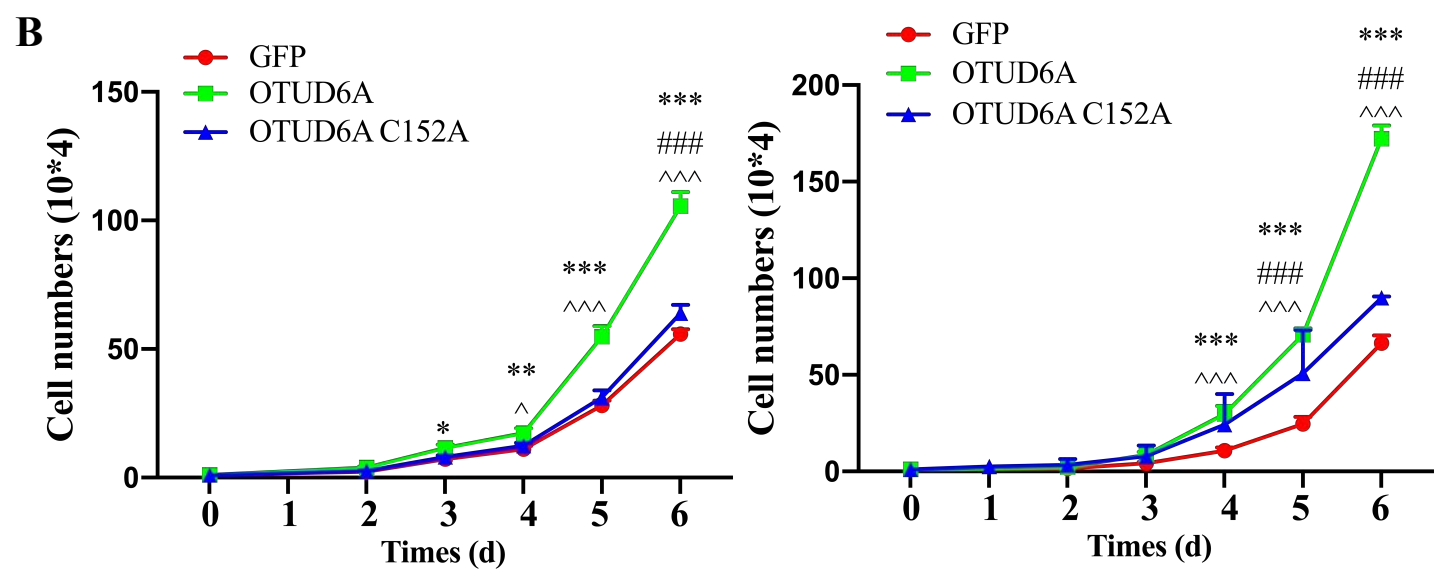 B
GFP
OTUD6A
OTUD6A C152A
Cell numbers (10*4)
150
100
50
0
0 1 2 3 4 5 6
Times (d)
*
**
^
***
^^^
***
###
^^^
GFP
OTUD6A
OTUD6A C152A
Cell numbers (10*4)
200
150
100
50
0
0 1 2 3 4 5 6
Times (d)
***
^^^
***
###
^^^
***
###
^^^